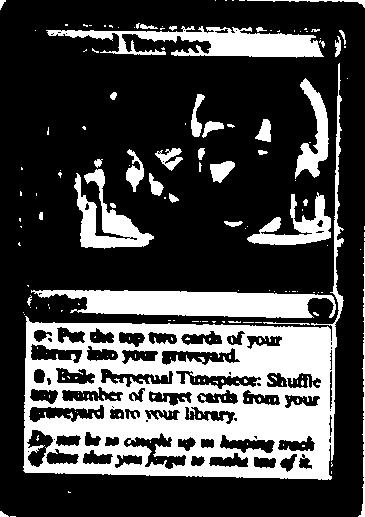 Perpetual Timepiece
Artifact
: Put the top two cards of your
library into your graveyard.
, Exile Perpetual Timepiece: Shuffle
any number of target cards from your
graveyard into your library.
Do not be so caught up in keeping track
of time that you forget to make use of it.